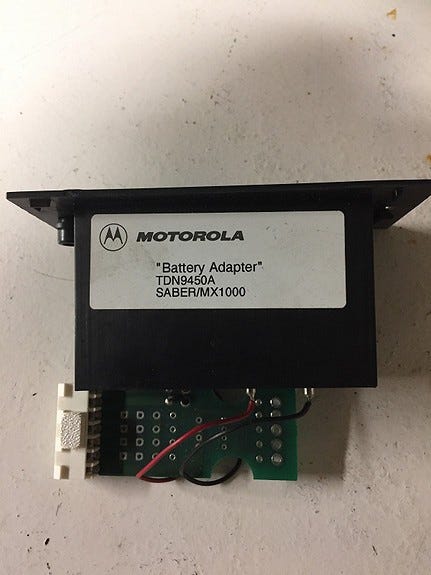 MOTOROLA
"Battery Adapter"
TDN9450A
SABER/MX1000